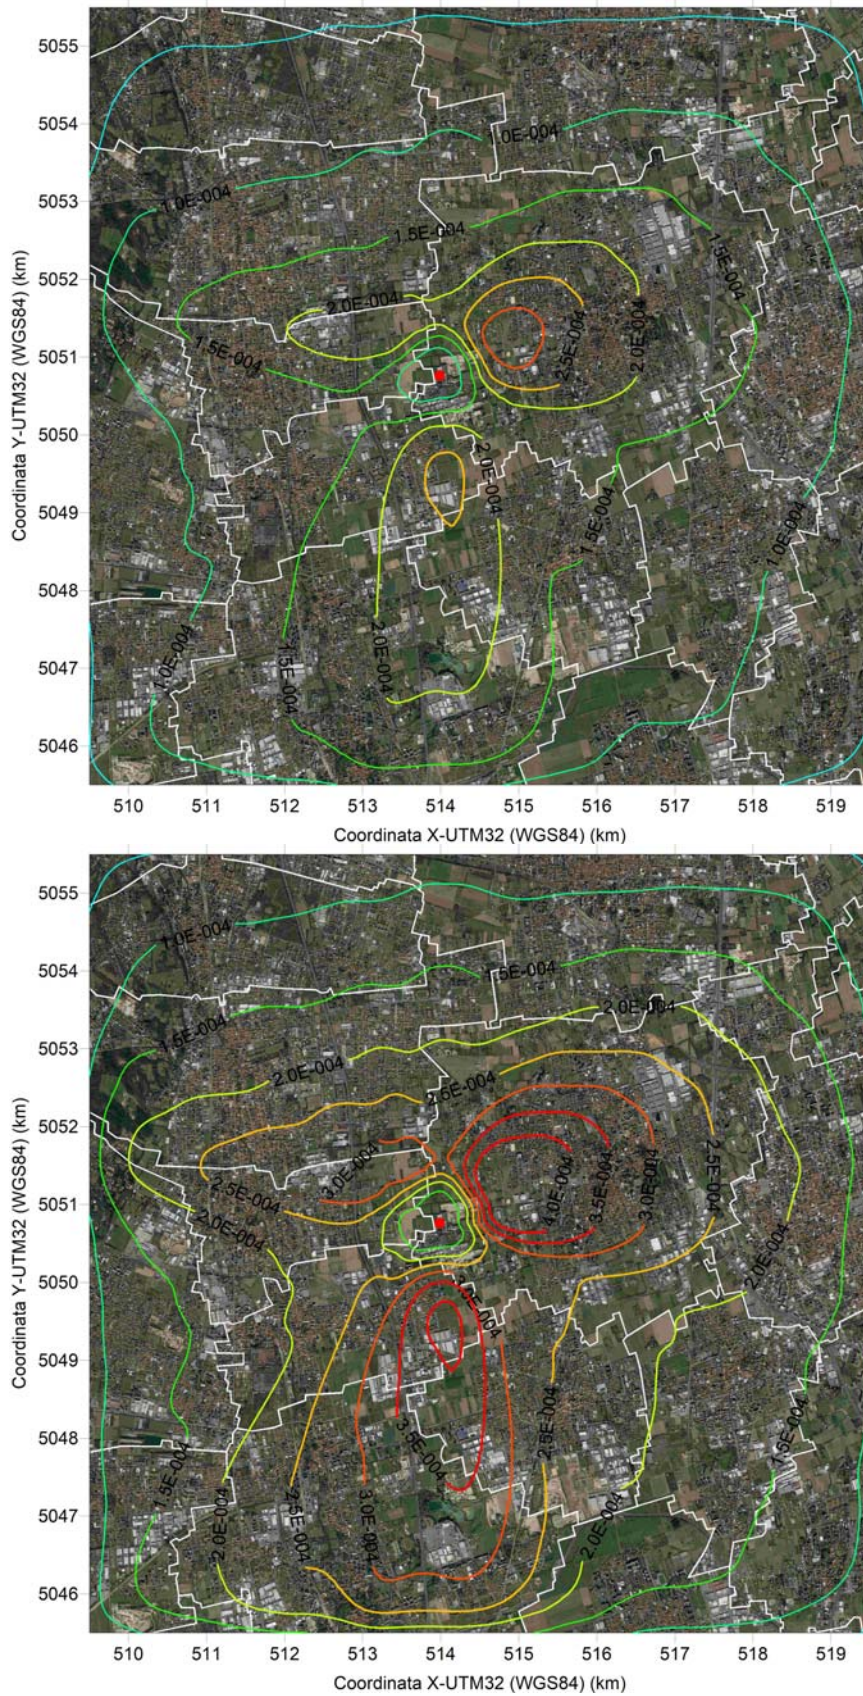 5055
5054
1.0E-004
5053
1.0E-004
1.5E-004
1.5E-004
5052
2.0E-004
2.0E-004
1.5E-004
2.5E-004
5051
5050
2.0E-004
5049
1.5E-004
1.0E-004
5048
2.0E-004
5047
1.0E-004
1.5E-004
5046
510 511 512 513 514 515 516 517 518 519
Coordinata X-UTM32 (WGS84) (km)
Coordinata Y-UTM32 (WGS84) (km)
5055
1.0E-004
5054
1.5E-004
1.5E-004
2.0E-004
5053
2.0E-004
2.5E-004
5052
3.0E-004
2.5E-004
2.5E-004
4.0E-004
3.5E-004
3.0E-004
5051
2.0E-004
2.0E-004
5050
0E-004
5049
2.5E-004
5048
3.5E-004
1.5E-004
1.5E-004
5047
2.0E-004
2.5E-004
3.0E-004
2.0E-004
5046
510 511 512 513 514 515 516 517 518 519
Coordinata X-UTM32 (WGS84) (km)
Coordinata Y-UTM32 (WGS84) (km)